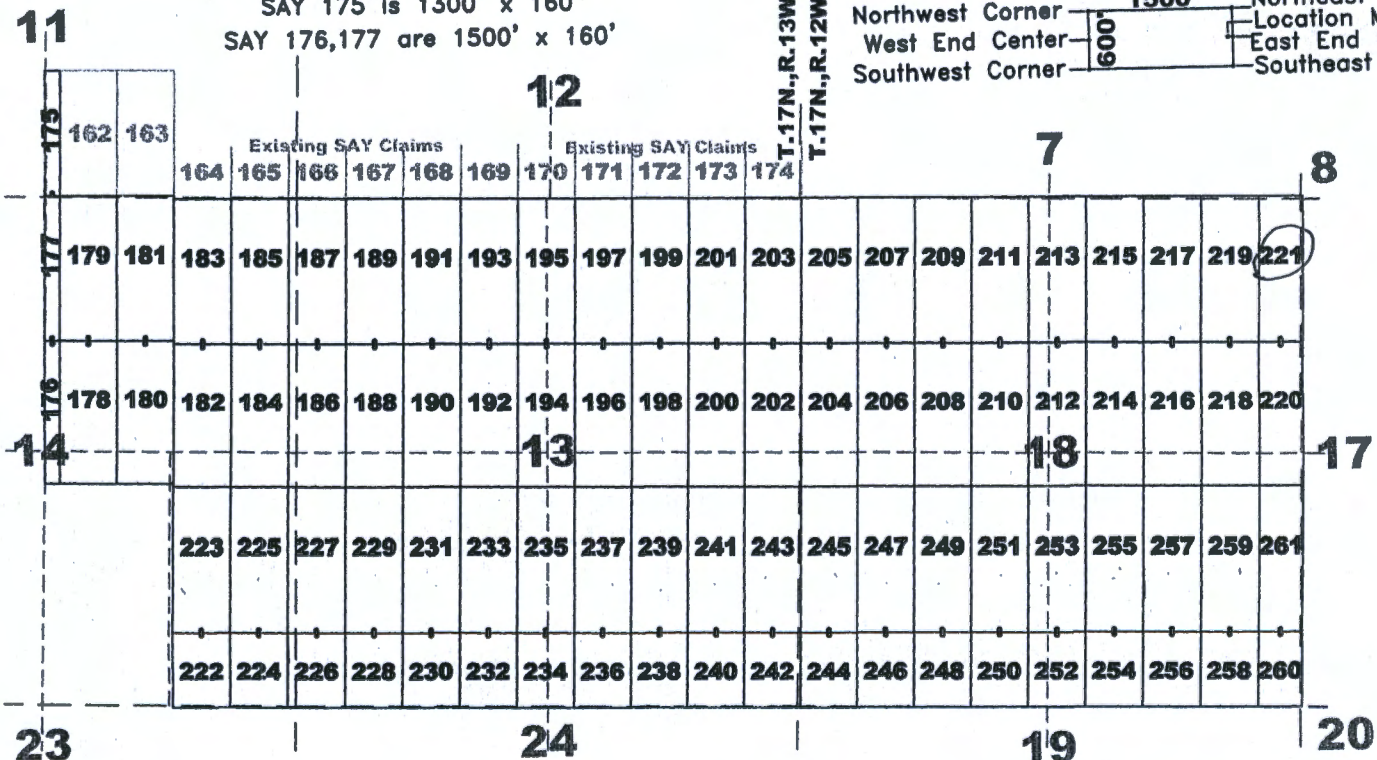 SAY 175 is 1300' x 160'
SAY 176,177 are 1500' x 160'
T.17N.,R.13W
T.17N.,R.12W
1500'
Northwest Corner
West End Center
Southwest Corner
600'
Location
East End
Southeast
11
12
7
8
175
162 163
Existing SAY Claims
Existing SAY Claims
164 165 166 167 168 169 170 171 172 173 174
177 179 181 183 185 187 189 191 193 195 197 199 201 203 205 207 209 211 213 215 217 219 221
176 178 180 182 184 186 188 190 192 194 196 198 200 202 204 206 208 210 212 214 216 218 220
14
13
18
17
223 225 227 229 231 233 235 237 239 241 243 245 247 249 251 253 255 257 259 261
222 224 226 228 230 232 234 236 238 240 242 244 246 248 250 252 254 256 258 260
23
24
19
20